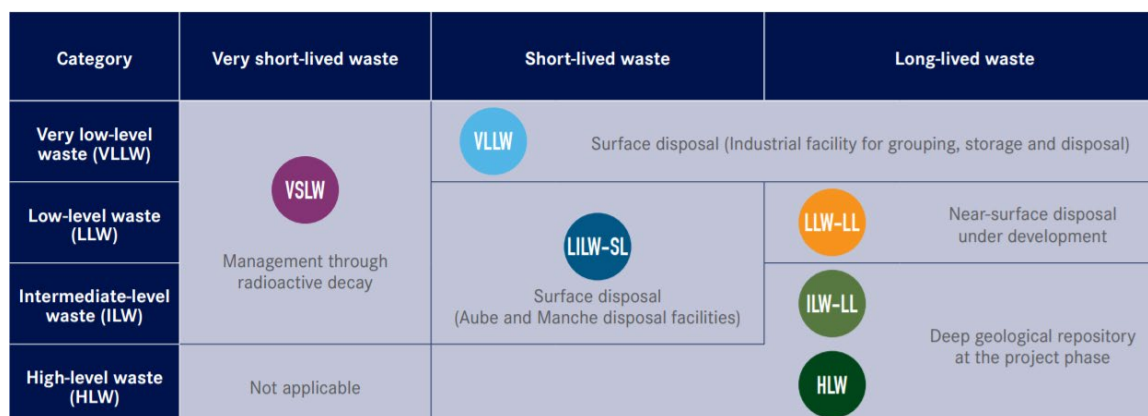 Category
Very short-lived waste
Short-lived waste
Long-lived waste
Very low-level
waste (VLLW)
VSLW
Management through
radioactive decay
VLLW
Surface disposal (Industrial facility for grouping, storage and disposal)
Low-level waste
(LLW)
LILW-SL
Surface disposal
(Aube and Manche disposal facilities)
LLW-LL
Near-surface disposal
under development
Intermediate-level
waste (ILW)
ILW-LL
Deep geological repository
at the project phase
High-level waste
(HLW)
Not applicable
HLW